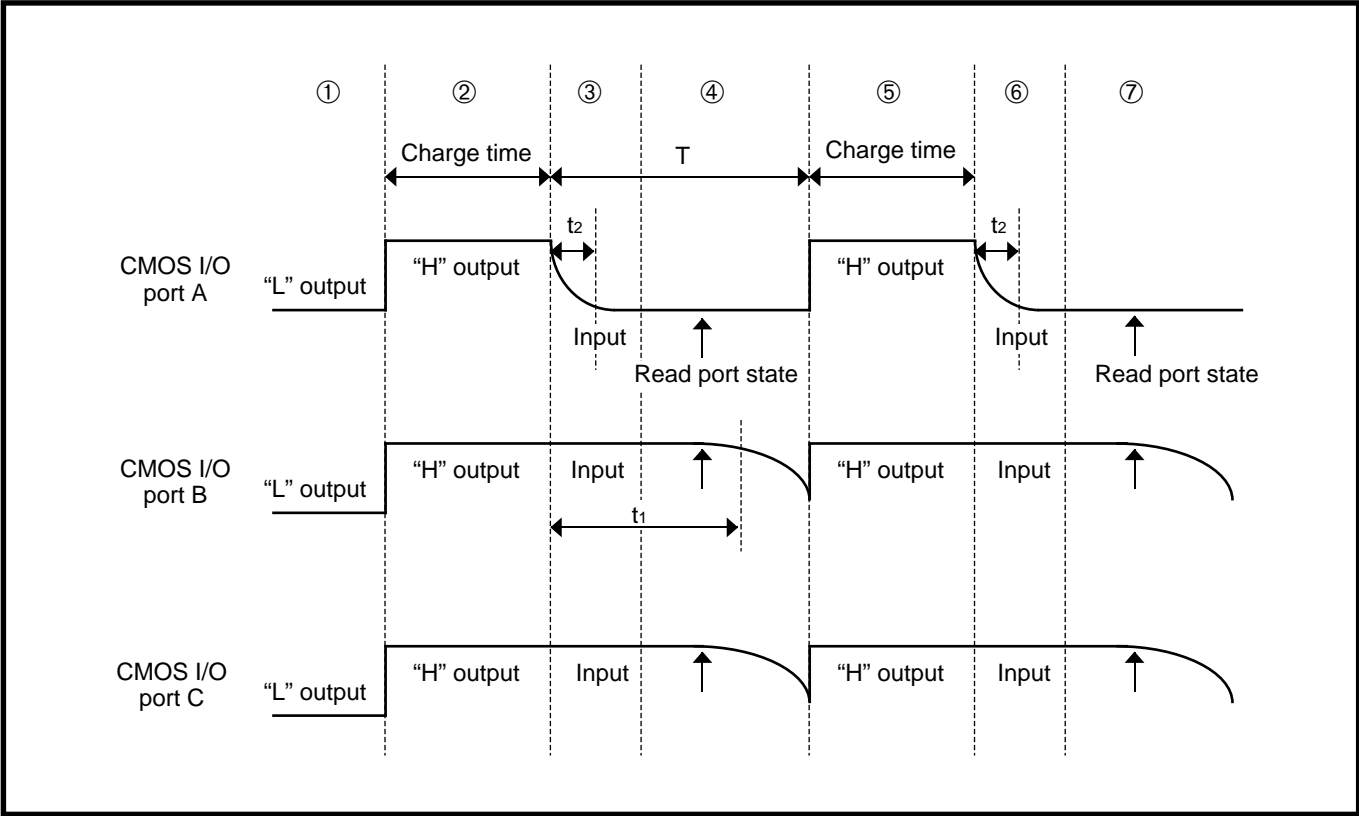 ① ② ③ ④ ⑤ ⑥ ⑦
Charge time T Charge time
t2 t2
CMOS I/O
port A
“L” output “H” output “H” output
Input Input
Read port state Read port state
CMOS I/O
port B
“L” output “H” output Input “H” output Input
t1
CMOS I/O
port C
“L” output “H” output Input “H” output Input